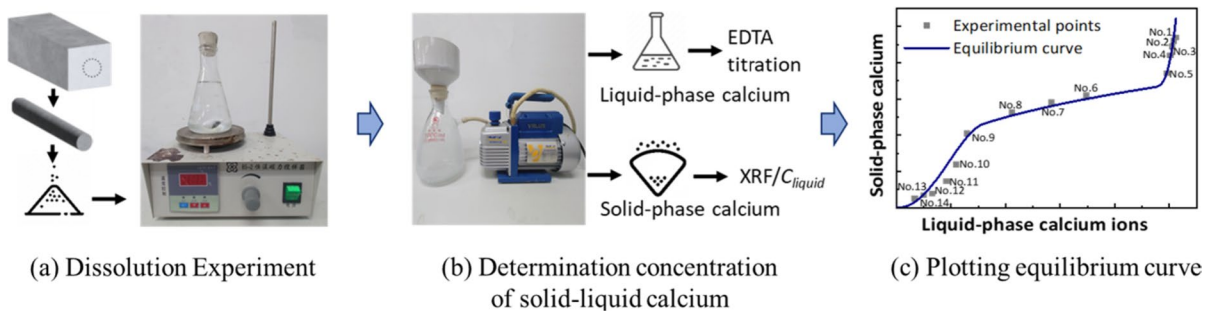 EDTA
titration
Liquid-phase calcium
XRF/Cliquid
Solid-phase calcium
Solid-phase calcium
Experimental points
Equilibrium curve
No.1
No.2
No.3
No.4
No.5
No.6
No.7
No.8
No.9
No.10
No.11
No.12
No.13
No.14
Liquid-phase calcium ions
(a) Dissolution Experiment
(b) Determination concentration
of solid-liquid calcium
(c) Plotting equilibrium curve